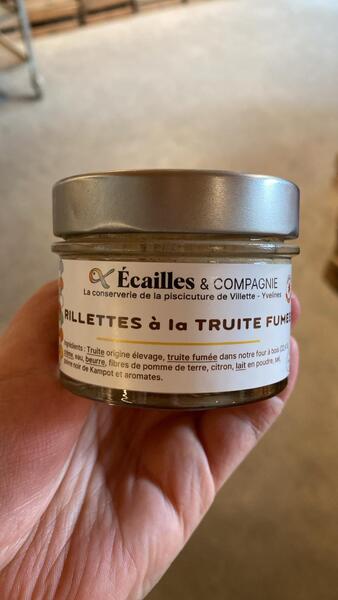 Écailles & COMPAGNIE
La conserverie de la pisciculture de Villette - Yvelines
RILLETTES à la TRUITE FUMÉE
Ingrédients : Truite origine élevage, truite fumée dans notre four à bois
crème, eau, beurre, fibres de pomme de terre, citron, lait en poudre, sel,
poivre noir de Kampot et aromates.